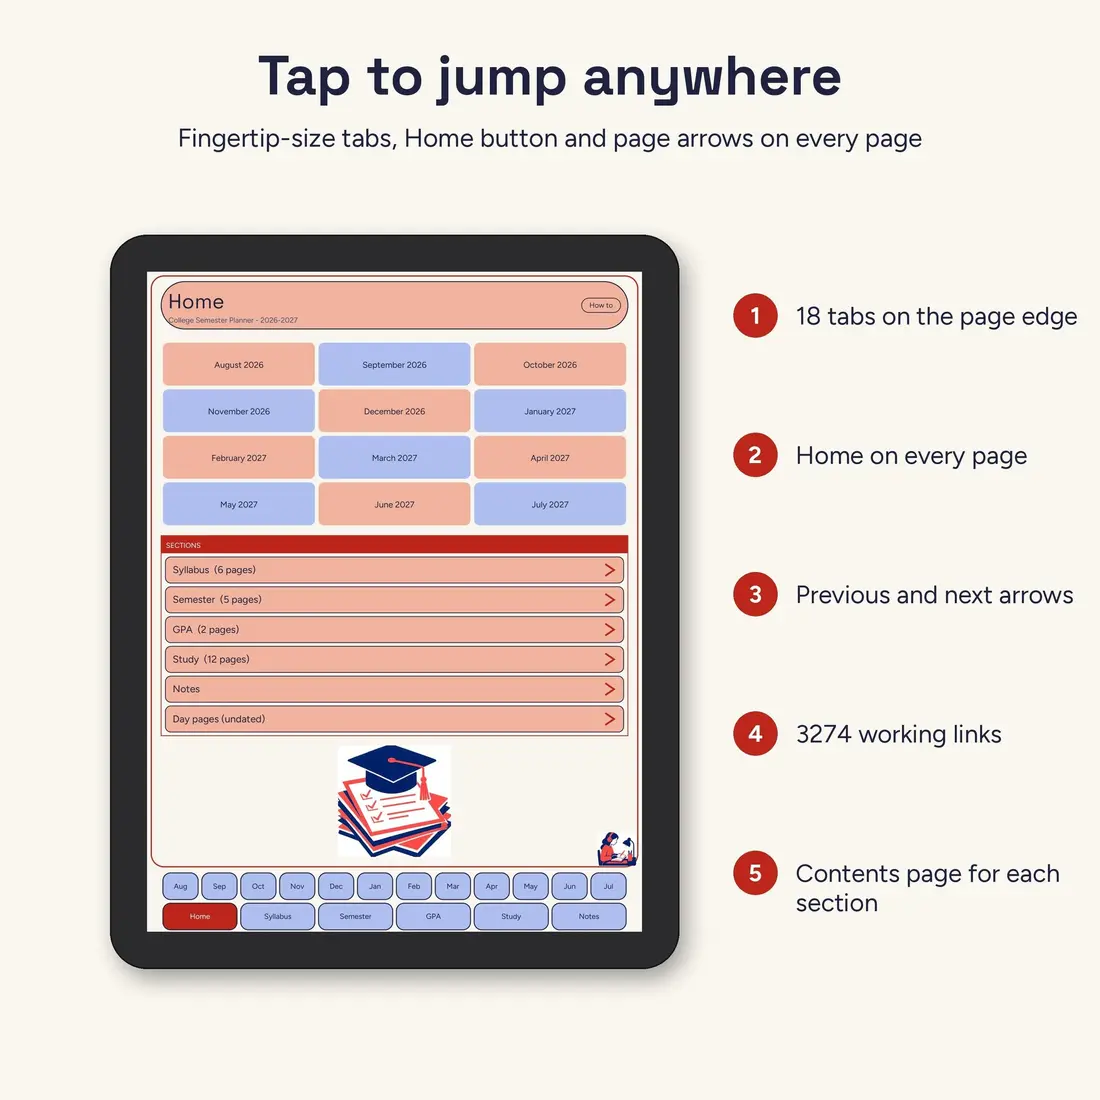 Tap to jump anywhere
Fingertip-size tabs, Home button and page arrows on every page
Home
How to
College Semester Planner - 2026-2027
August 2026
September 2026
October 2026
November 2026
December 2026
January 2027
February 2027
March 2027
April 2027
May 2027
June 2027
July 2027
SECTIONS
Syllabus (6 pages)
Semester (5 pages)
GPA (2 pages)
Study (12 pages)
Notes
Day pages (undated)
Aug Sep Oct Nov Dec Jan Feb Mar Apr May Jun Jul
Home Syllabus Semester GPA Study Notes
1 18 tabs on the page edge
2 Home on every page
3 Previous and next arrows
4 3274 working links
5 Contents page for each
section